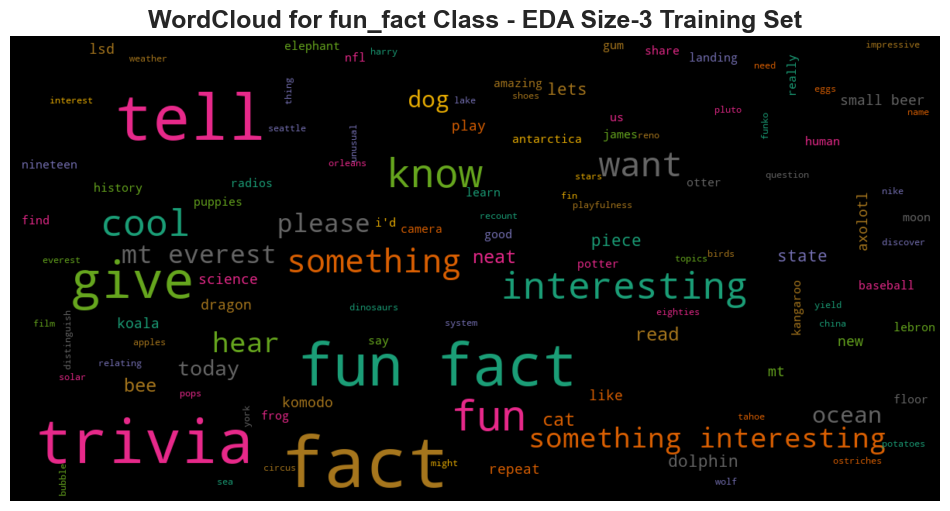 WordCloud for fun_fact Class - EDA Size-3 Training Set
lsd
weather
elephant
nfl
harry
gum
share
landing
need
really
impressive
interest
tell
thing
seattle
unusual
dog
lake
amazing
shoes
lets
play
antarctica
us
james
reno
pluto
funko
eggs
small beer
name
human
nineteen
history
radios
puppies
orleans
know
learn
stars
want
fin
playfulness
otter
question
nike
moon
axolotl
find
cool
please
i'd
camera
recount
good
piece
state
discover
everest
mt everest
give
science
something
neat
potter
topics
birds
interesting
baseball
kangaroo
dragon
dinosaurs
eighties
yield
film
distinguish
koala
apples
hear
say
system
read
china
new
lebron
relating
solar
bee
today
pops
fun fact
mt
like
floor
komodo
york
frog
fun
cat
tahoe
ocean
trivia
something interesting
potatoes
fact
might
repeat
dolphin
ostriches
bubble
sea
circus
wolf